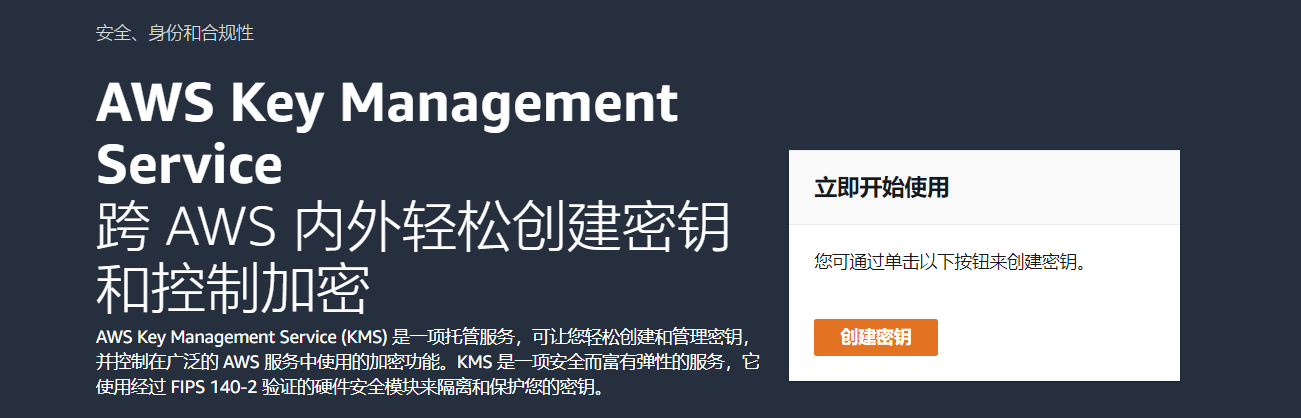 安全、身份和合规性
AWS Key Management
Service
跨 AWS 内外轻松创建密钥
和控制加密
AWS Key Management Service (KMS) 是一项托管服务，可让您轻松创建和管理密钥，
并控制在广泛的 AWS 服务中使用的加密功能。KMS 是一项安全而富有弹性的服务，它
使用经过 FIPS 140-2 验证的硬件安全模块来隔离和保护您的密钥。
立即开始使用
您可通过单击以下按钮来创建密钥。
创建密钥